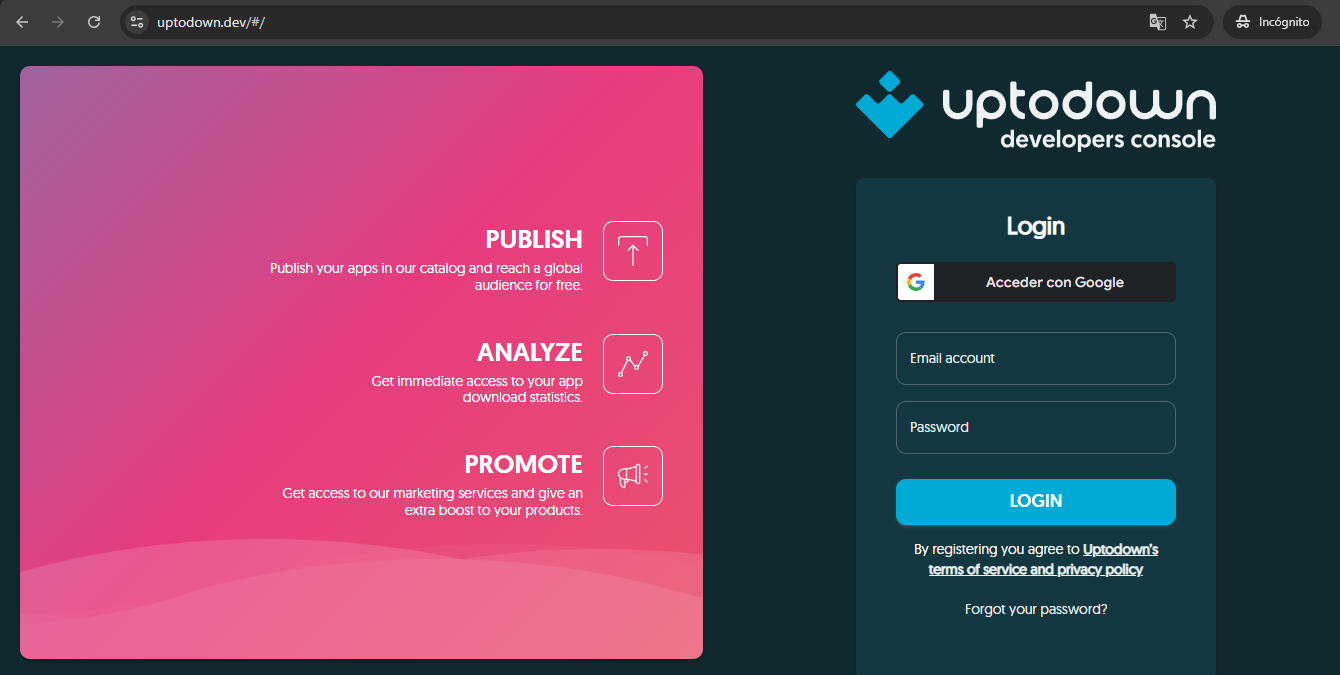 uptodown.dev/#/
Incógnito
PUBLISH
Publish your apps in our catalog and reach a global
audience for free.
ANALYZE
Get immediate access to your app
download statistics.
PROMOTE
Get access to our marketing services and give an
extra boost to your products.
uptodown
developers console
Login
Acceder con Google
Email account
Password
LOGIN
By registering you agree to Uptodown's
terms of service and privacy policy
Forgot your password?